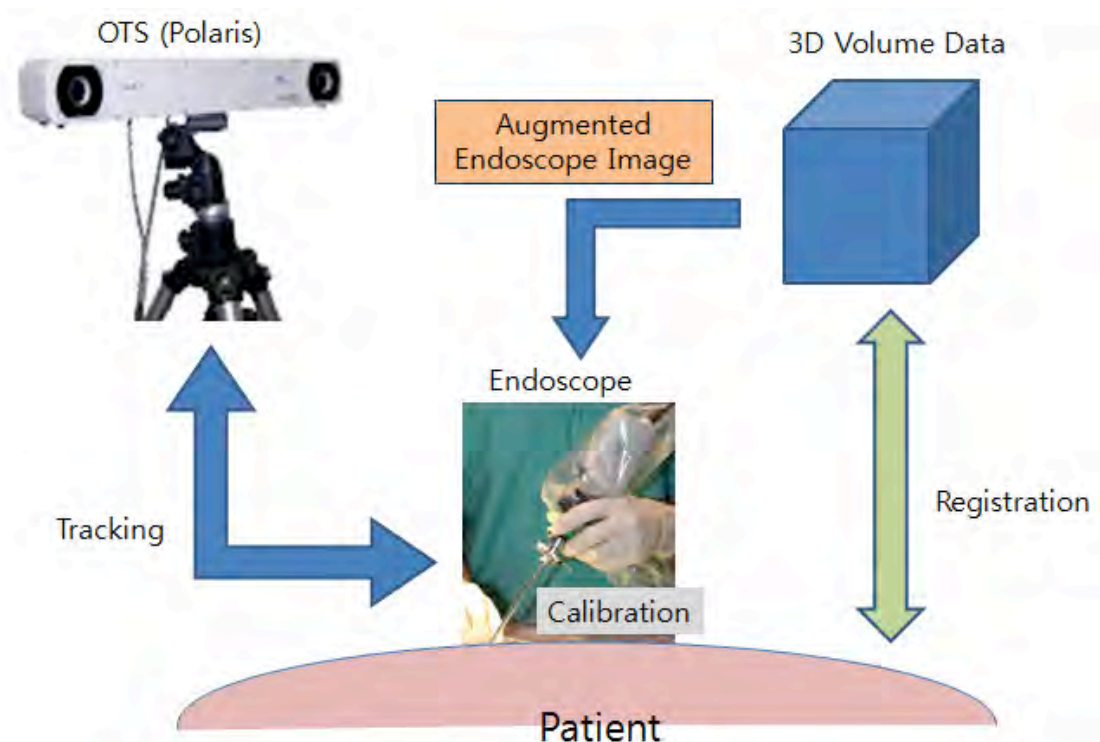 OTS (Polaris)
3D Volume Data
Augmented
Endoscope Image
Endoscope
Tracking
Registration
Calibration
Patient